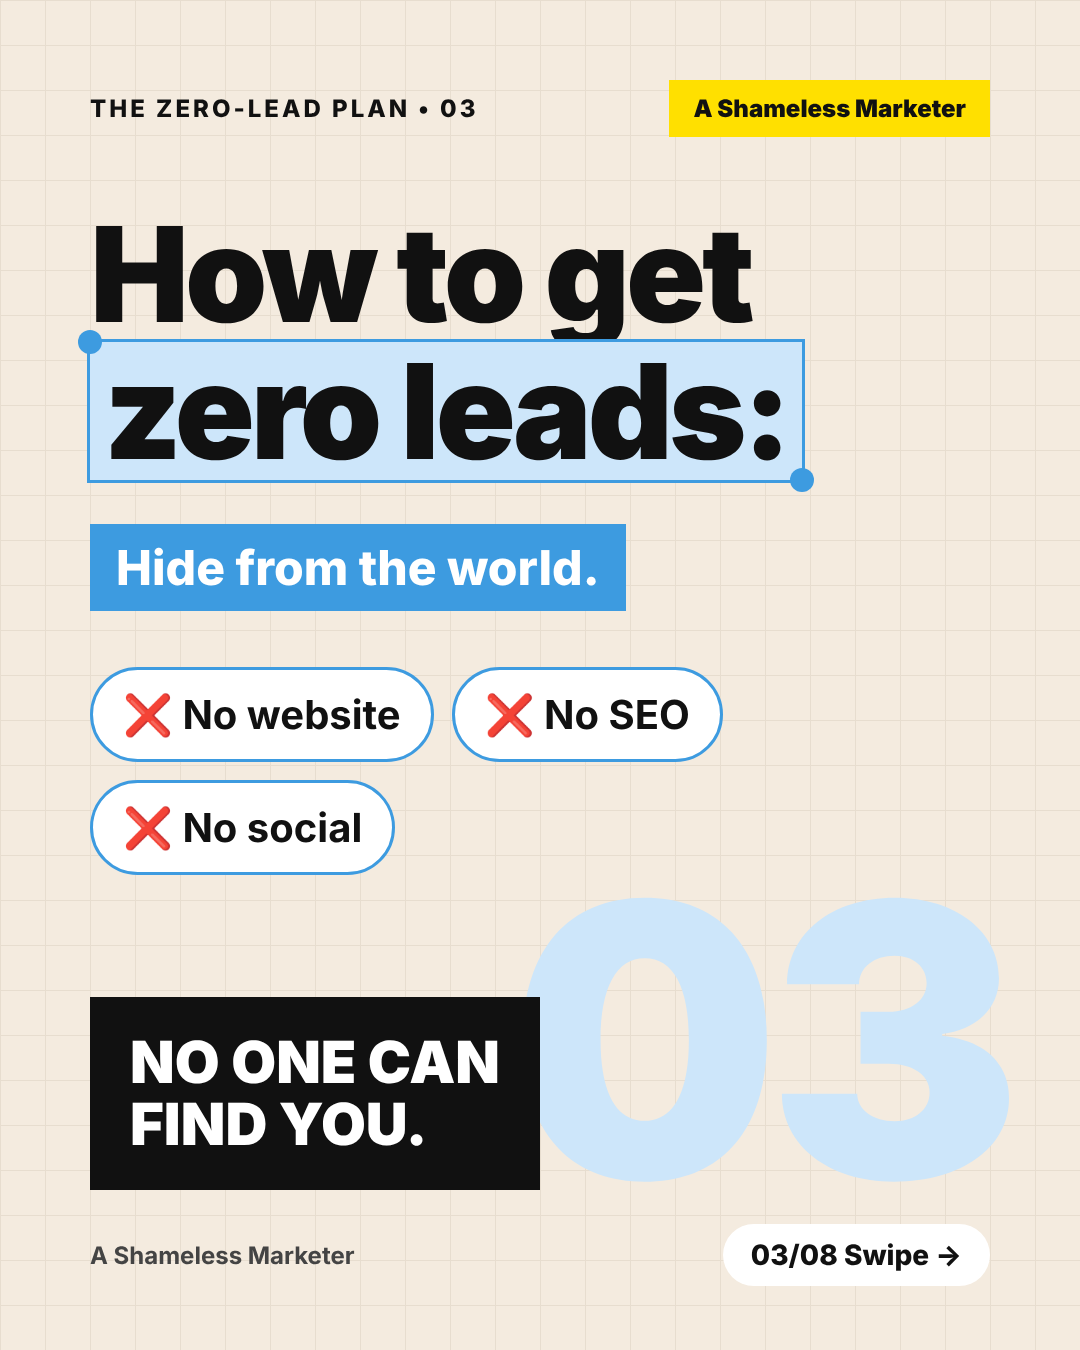 THE ZERO-LEAD PLAN • 03
A Shameless Marketer
How to get
zero leads:
Hide from the world.
❌ No website
❌ No SEO
❌ No social
03
NO ONE CAN
FIND YOU.
A Shameless Marketer
03/08 Swipe →